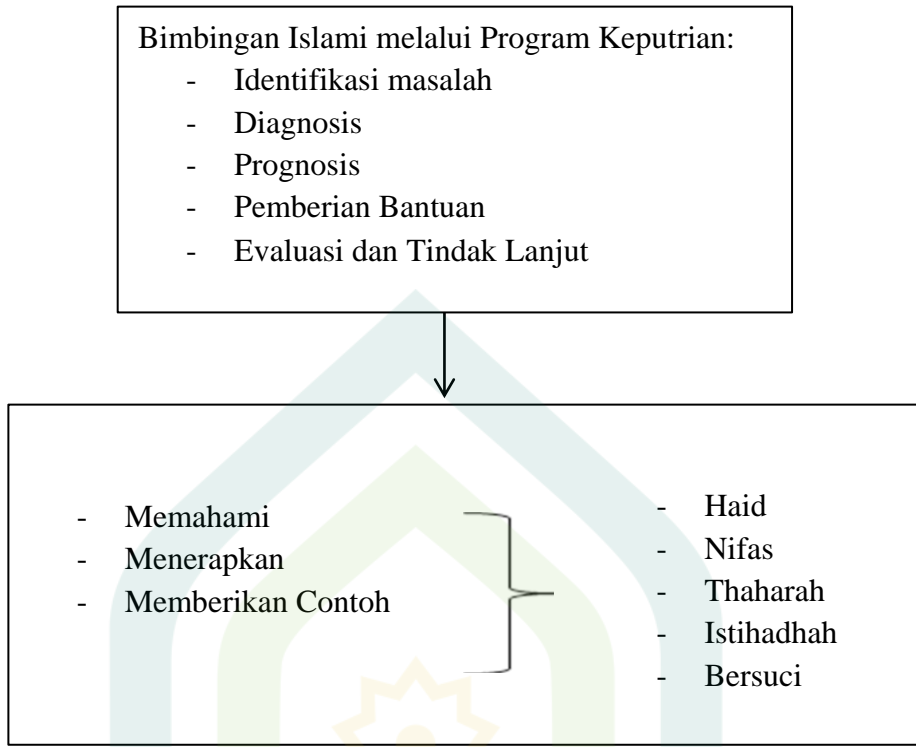 Bimbingan Islami melalui Program Keputrian:
- Identifikasi masalah
- Diagnosis
- Prognosis
- Pemberian Bantuan
- Evaluasi dan Tindak Lanjut
- Memahami
- Menerapkan
- Memberikan Contoh
- Haid
- Nifas
- Thaharah
- Istihadhah
- Bersuci